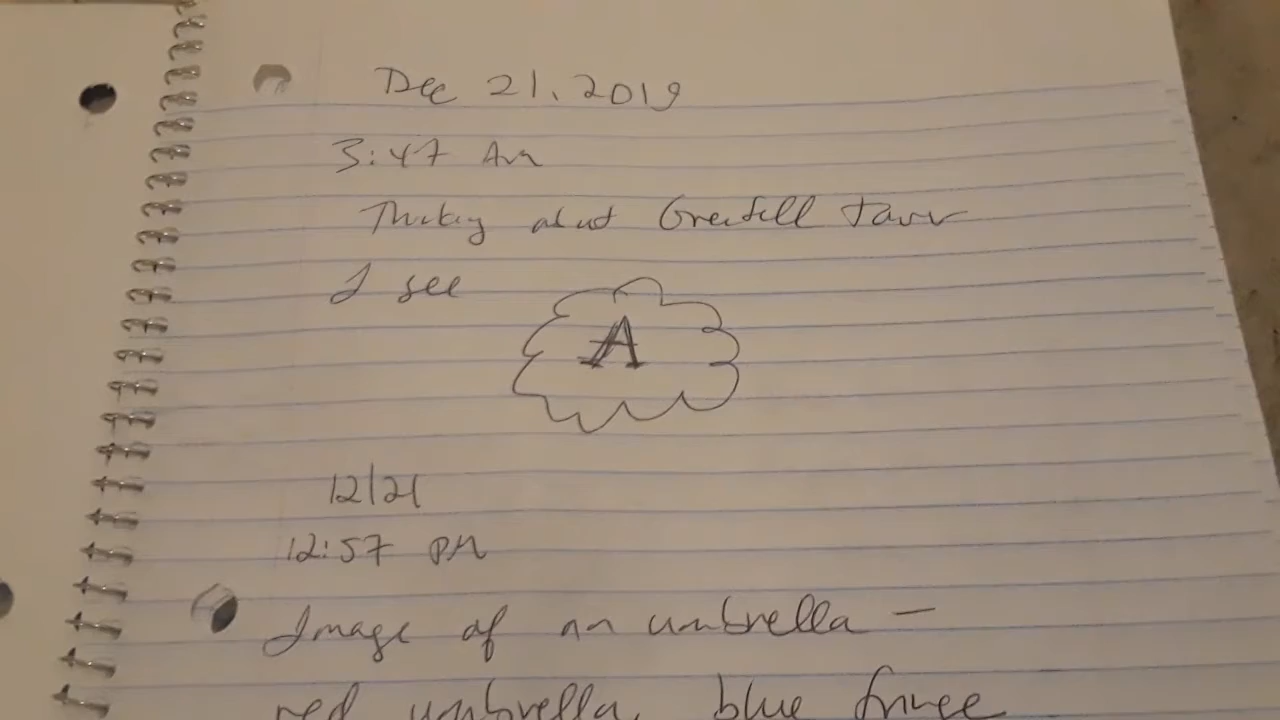 Dec 21, 2019
3:47 AM
Thinking about Grenfell Tower
I see
A
12/21
12:57 PM
Image of an umbrella —
red umbrella, blue fringe